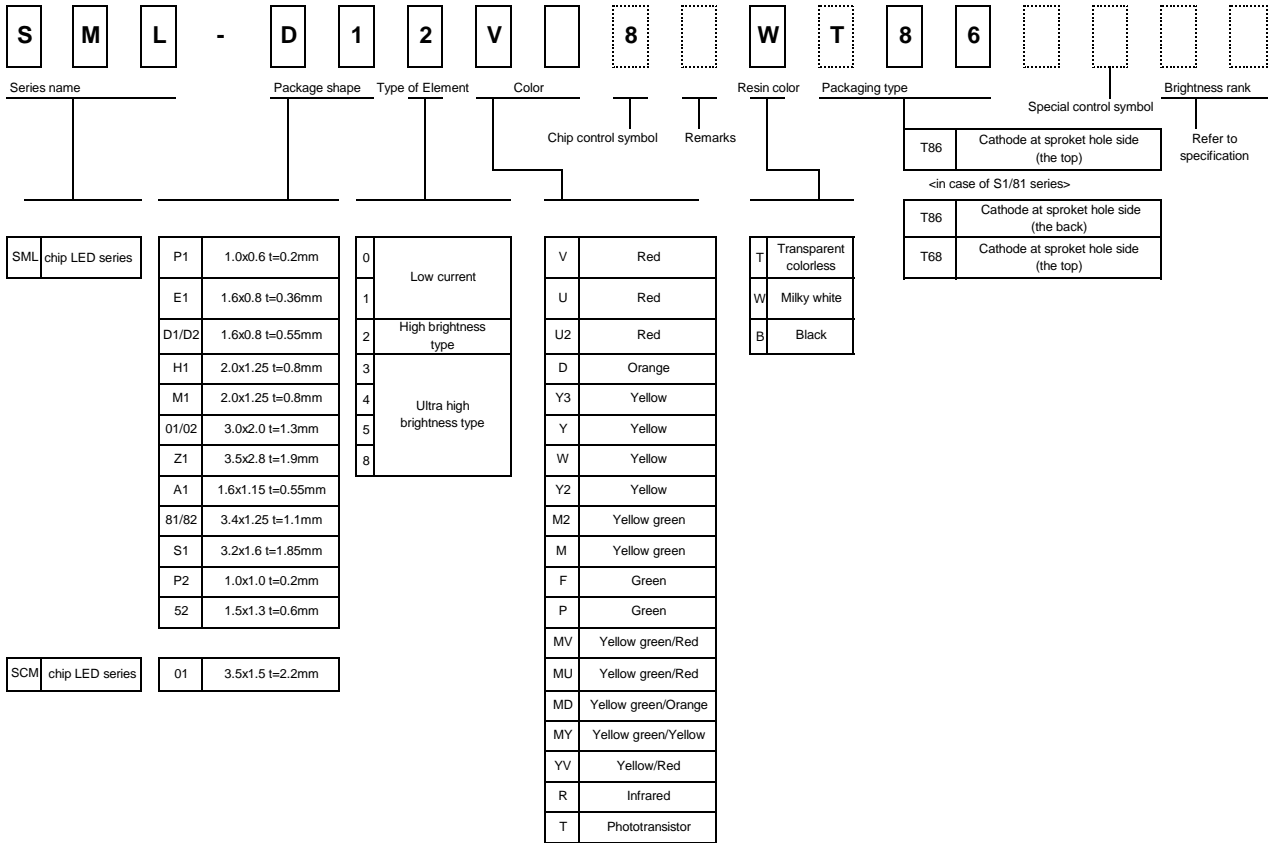 S M L - D 1 2 V 8 W T 8 6
Series name Package shape Type of Element Color Resin color Packaging type Brightness rank
Special control symbol
Chip control symbol Remarks
Refer to
specification
T86 Cathode at sproket hole side
(the top)
<in case of S1/81 series>
T86 Cathode at sproket hole side
(the back)
T68 Cathode at sproket hole side
(the top)
SML chip LED series
P1 1.0x0.6 t=0.2mm
E1 1.6x0.8 t=0.36mm
D1/D2 1.6x0.8 t=0.55mm
H1 2.0x1.25 t=0.8mm
M1 2.0x1.25 t=0.8mm
01/02 3.0x2.0 t=1.3mm
Z1 3.5x2.8 t=1.9mm
A1 1.6x1.15 t=0.55mm
81/82 3.4x1.25 t=1.1mm
S1 3.2x1.6 t=1.85mm
P2 1.0x1.0 t=0.2mm
52 1.5x1.3 t=0.6mm
SCM chip LED series
01 3.5x1.5 t=2.2mm
0
Low current
1
2 High brightness
type
3
4 Ultra high
5 brightness type
8
V Red
U Red
U2 Red
D Orange
Y3 Yellow
Y Yellow
W Yellow
Y2 Yellow
M2 Yellow green
M Yellow green
F Green
P Green
MV Yellow green/Red
MU Yellow green/Red
MD Yellow green/Orange
MY Yellow green/Yellow
YV Yellow/Red
R Infrared
T Phototransistor
T Transparent
colorless
W Milky white
B Black